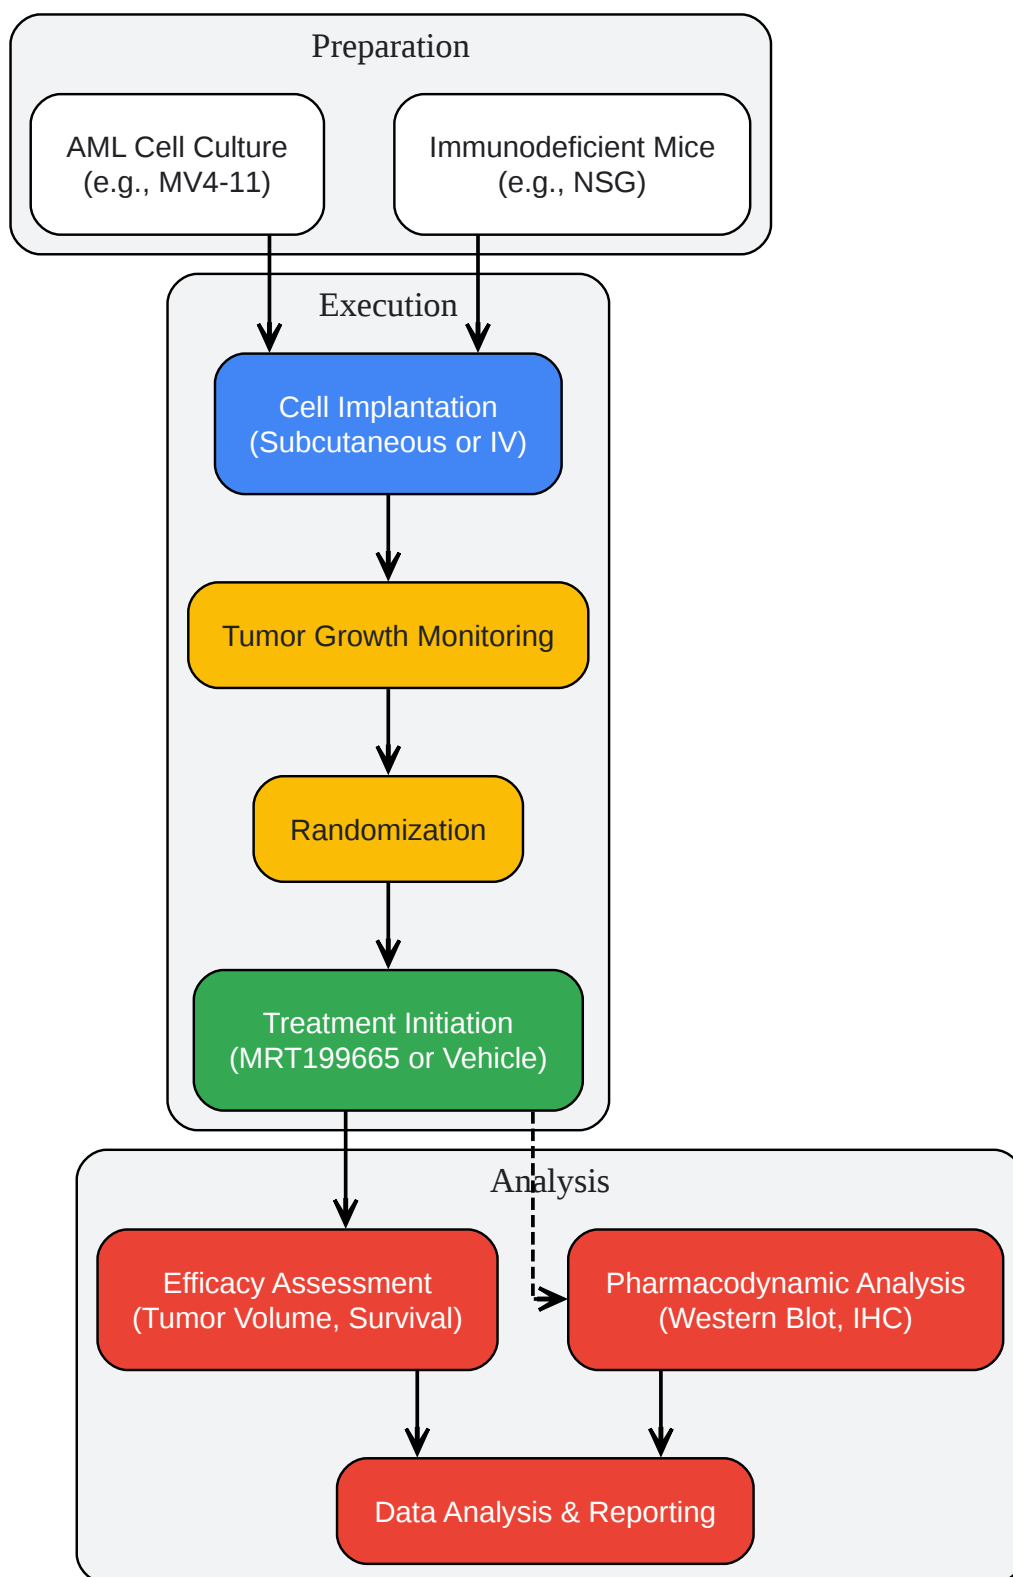 Preparation
AML Cell Culture
(e.g., MV4-11)
Immunodeficient Mice
(e.g., NSG)
Execution
Cell Implantation
(Subcutaneous or IV)
Tumor Growth Monitoring
Randomization
Treatment Initiation
(MRT199665 or Vehicle)
Analysis
Efficacy Assessment
(Tumor Volume, Survival)
Pharmacodynamic Analysis
(Western Blot, IHC)
Data Analysis & Reporting